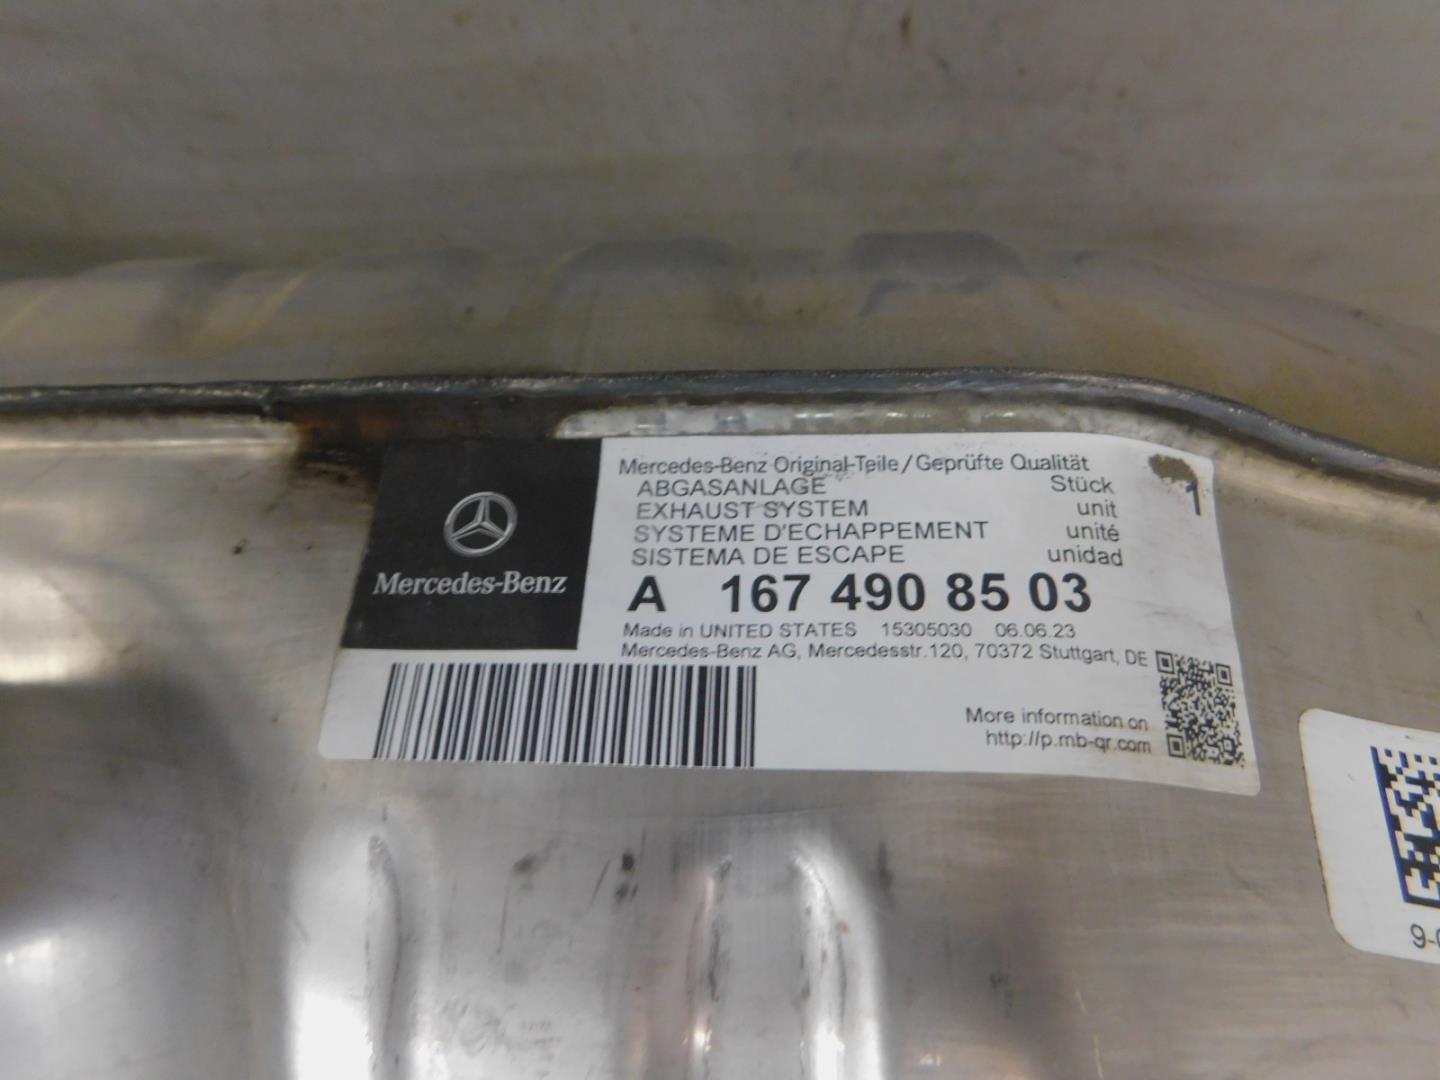 Mercedes-Benz
Mercedes-Benz Original-Teile/Geprüfte Qualität
ABGASANLAGE Stück 1
EXHAUST SYSTEM unit
SYSTEME D'ECHAPPEMENT unité
SISTEMA DE ESCAPE unidad
A 167 490 85 03
Made in UNITED STATES 15305030 06.06.23
Mercedes-Benz AG, Mercedesstr.120, 70372 Stuttgart, DE
More information on
http://p.mb-qr.com